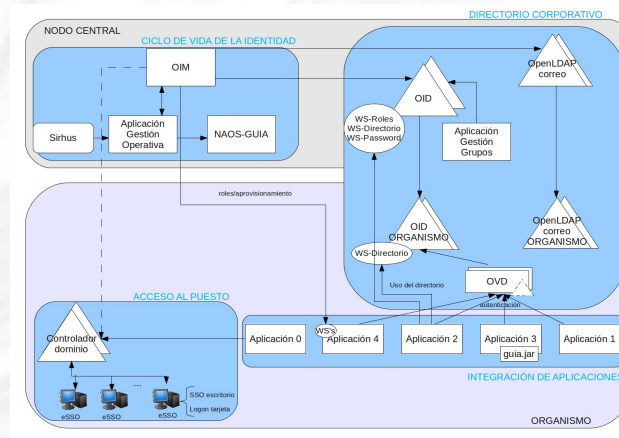 DIRECTORIO CORPORATIVO
NODO CENTRAL
CICLO DE VIDA DE LA IDENTIDAD
OIM
Sirhus
Aplicación
Gestión
Operativa
NAOS-GUIA
OpenLDAP
correo
OID
WS-Roles
WS-Directorio
WS-Password
Aplicación
Gestión
Grupos
roles/aprovisionamiento
OID
ORGANISMO
OpenLDAP
correo
ORGANISMO
WS-Directorio
OVD
Uso del directorio
autenticación
ACCESO AL PUESTO
Controlador
dominio
...
eSSO
eSSO
eSSO
SSO escritorio
Logon tarjeta
WS's
Aplicación 0
Aplicación 4
Aplicación 2
Aplicación 3
guia.jar
Aplicación 1
INTEGRACIÓN DE APLICACIONES
ORGANISMO